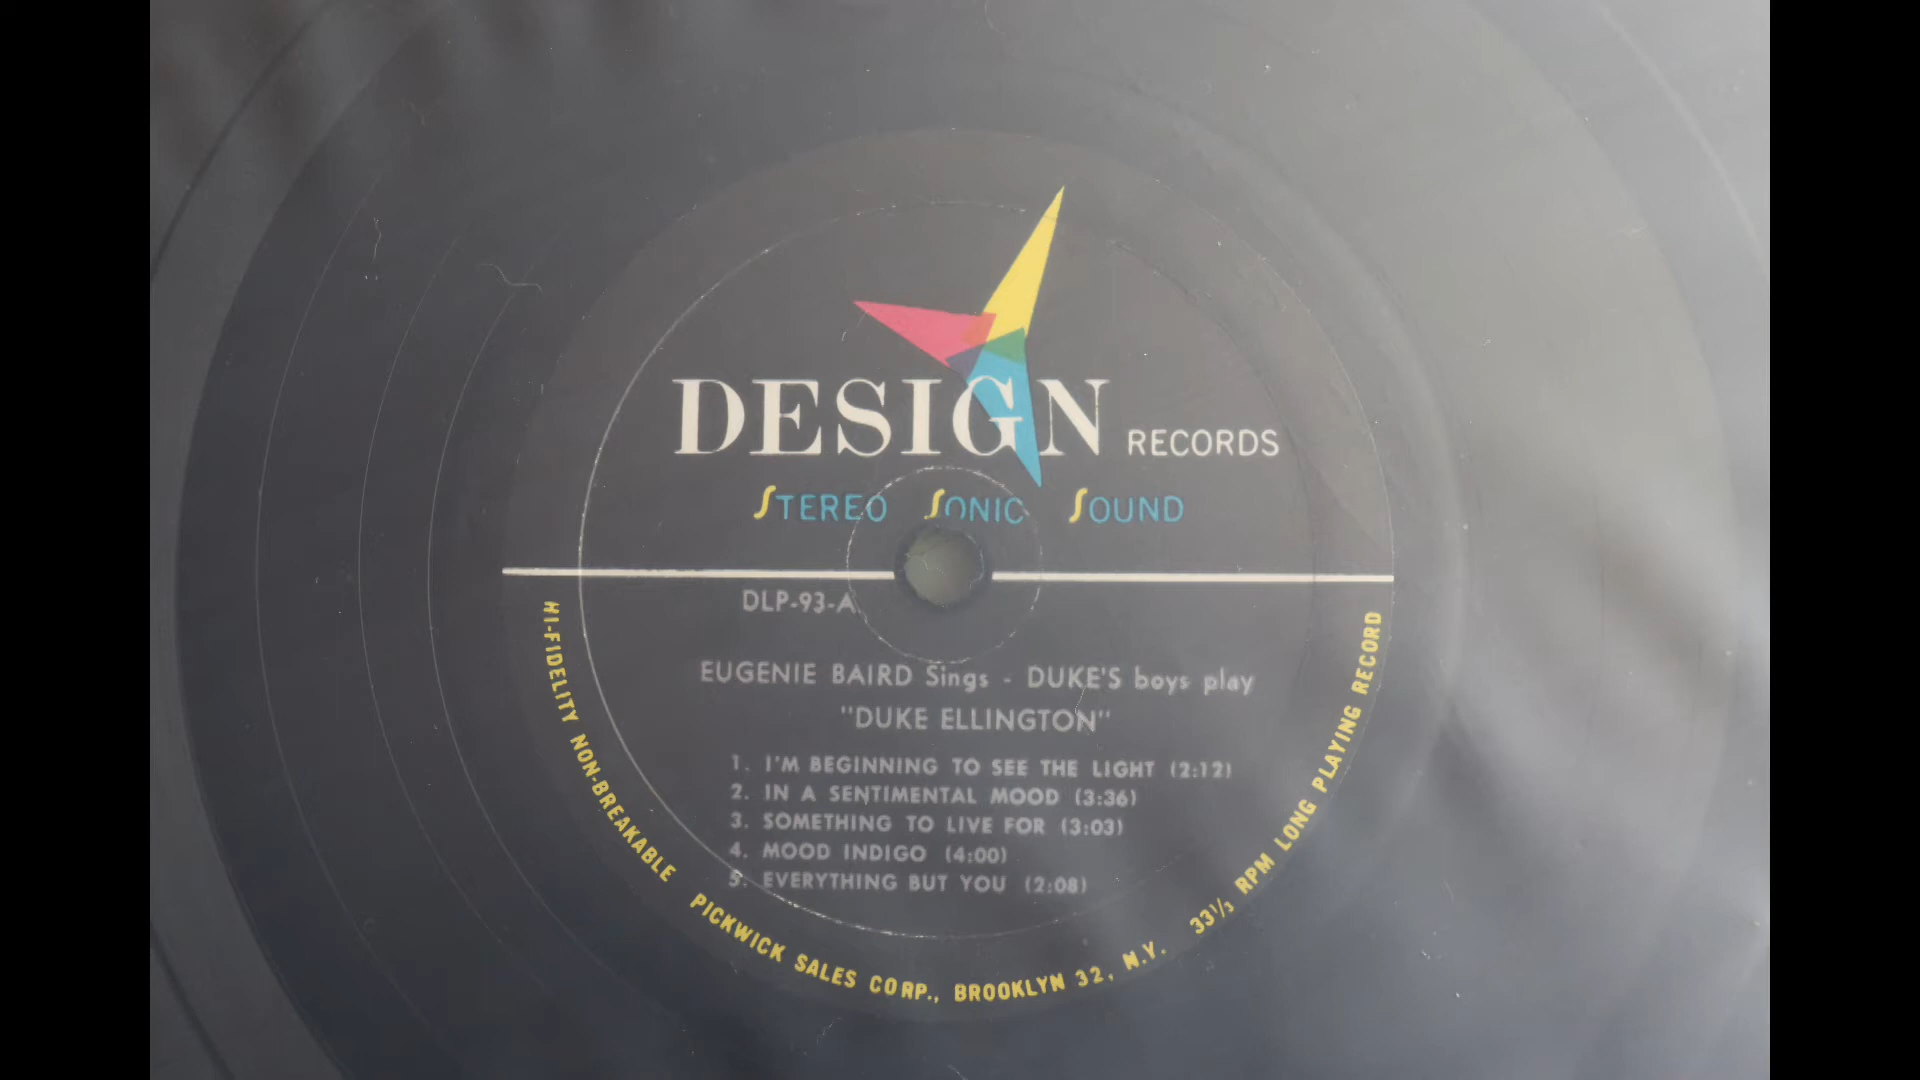 DESIGN RECORDS
STEREO SONIC SOUND
DLP-93-A
EUGENIE BAIRD Sings - DUKE'S boys play
"DUKE ELLINGTON"
1. I'M BEGINNING TO SEE THE LIGHT (2:12)
2. IN A SENTIMENTAL MOOD (3:36)
3. SOMETHING TO LIVE FOR (3:03)
4. MOOD INDIGO (4:00)
5. EVERYTHING BUT YOU (2:08)
HI-FIDELITY NON-BREAKABLE PICKWICK SALES CORP., BROOKLYN 32, N.Y. 33⅓ RPM LONG PLAYING RECORD